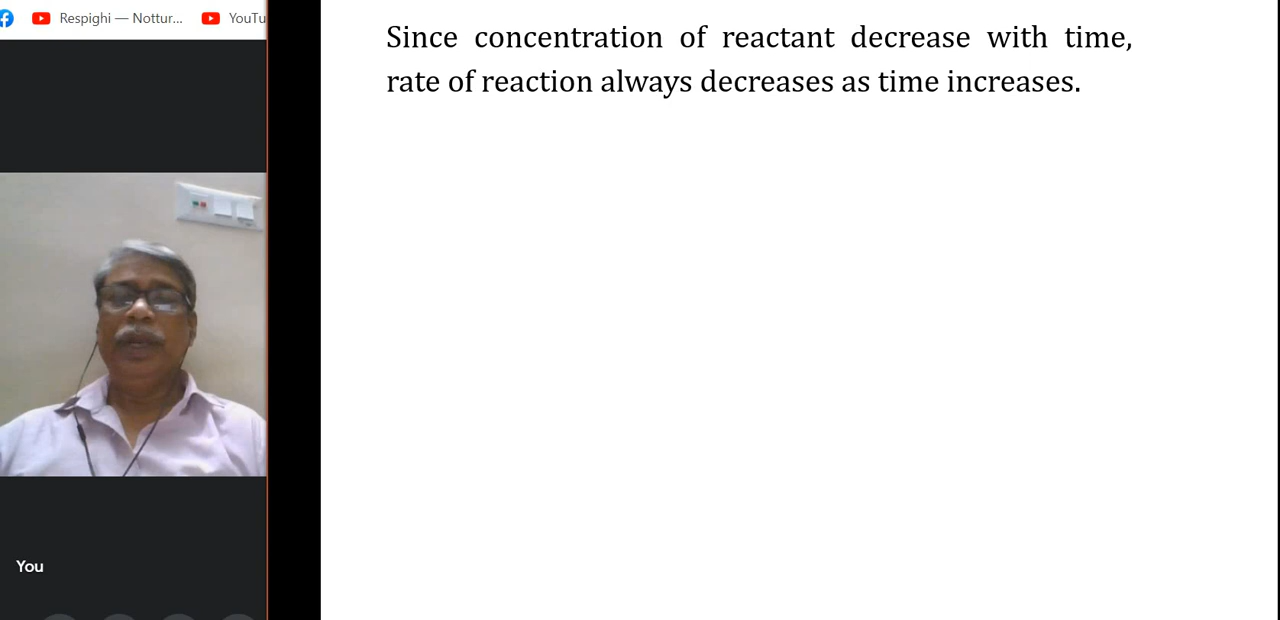 Respighi — Nottur...
YouTu
Since concentration of reactant decrease with time,
rate of reaction always decreases as time increases.
You